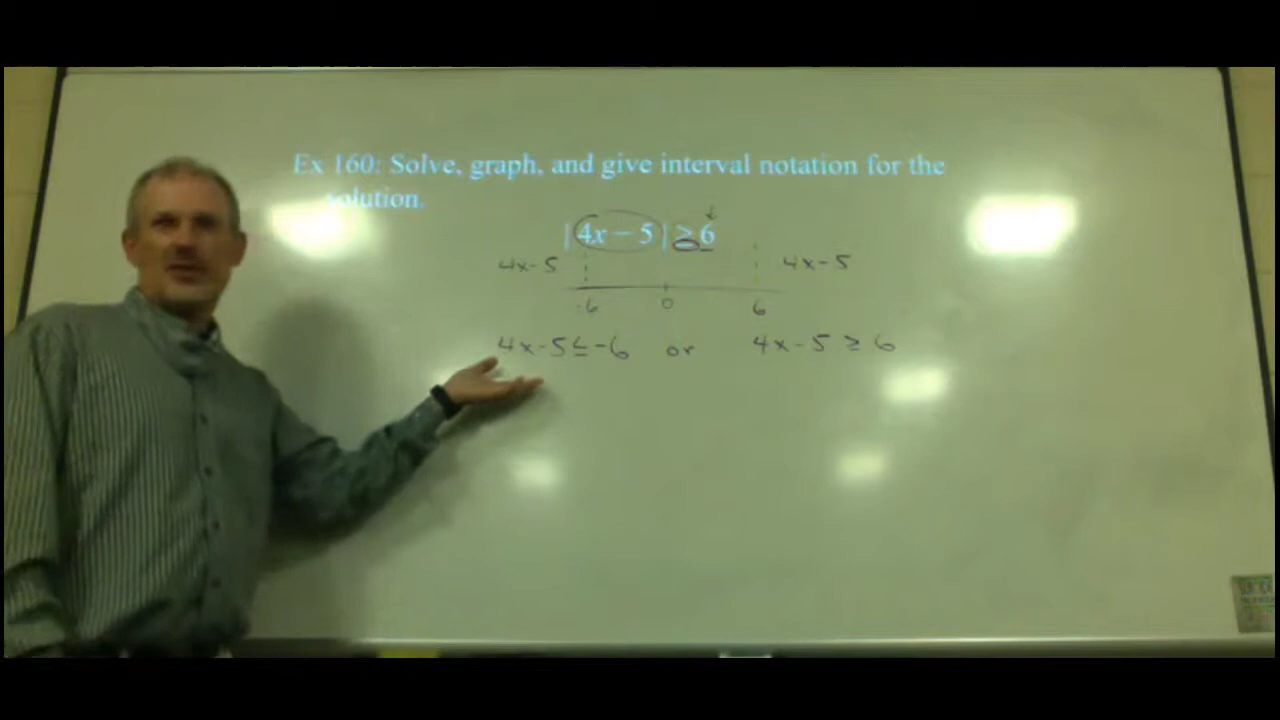 Ex 160: Solve, graph, and give interval notation for the
solution.
|4x − 5| ≥ 6
4x-5 4x-5
-6 0 6
4x-5≤-6 or 4x-5 ≥ 6